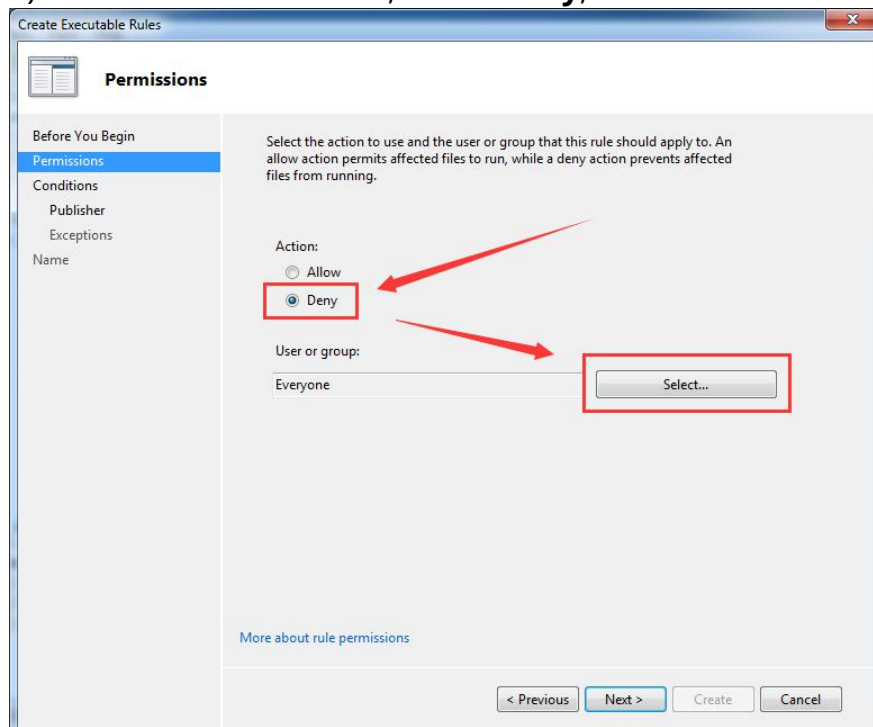 Create Executable Rules
Permissions
Before You Begin
Permissions
Conditions
Publisher
Exceptions
Name
Select the action to use and the user or group that this rule should apply to. An
allow action permits affected files to run, while a deny action prevents affected
files from running.
Action:
Allow
Deny
User or group:
Everyone
Select...
More about rule permissions
< Previous
Next >
Create
Cancel